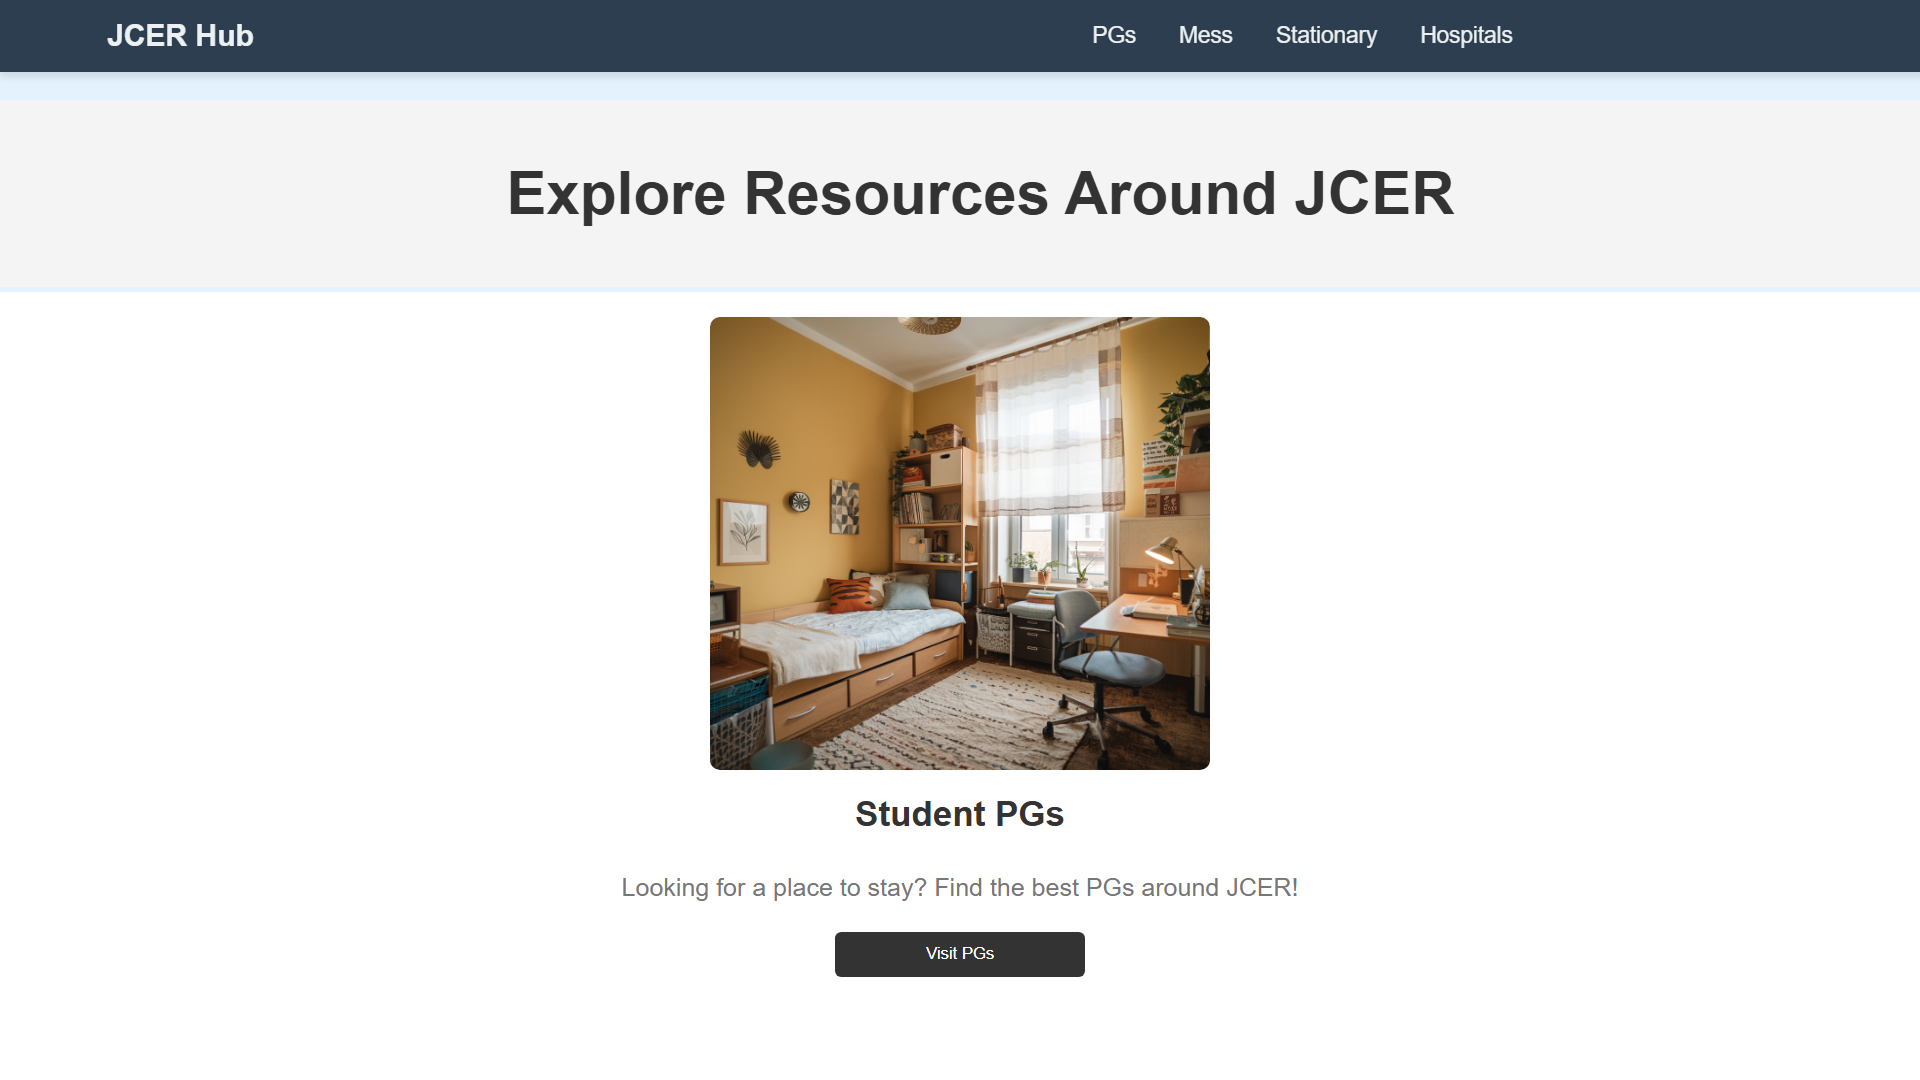 JCER Hub
PGs
Mess
Stationary
Hospitals
Explore Resources Around JCER
Student PGs
Looking for a place to stay? Find the best PGs around JCER!
Visit PGs